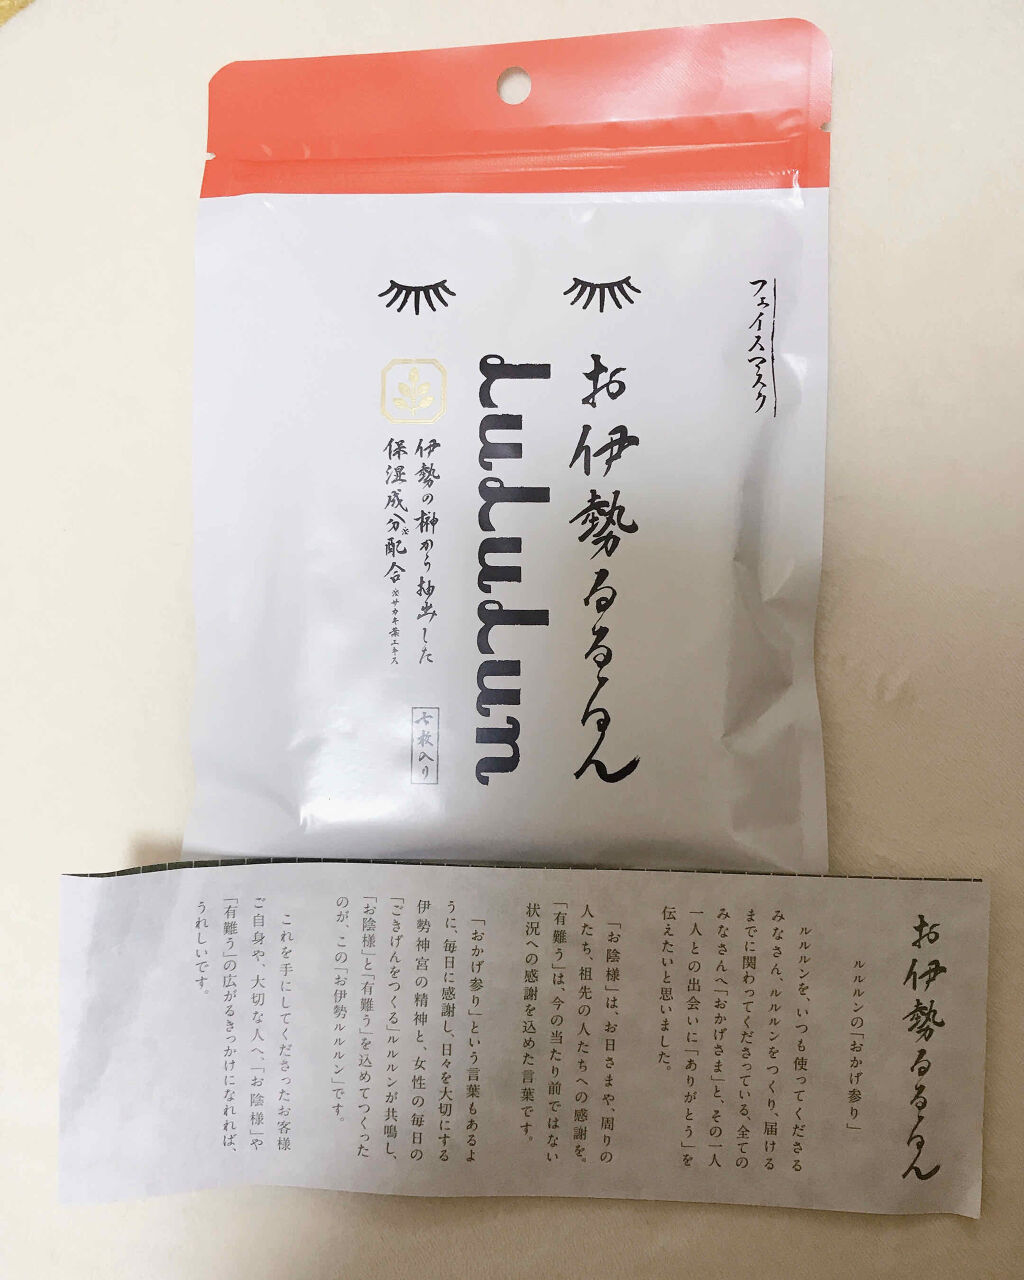 フェイスマスク
お伊勢るるるん
LuLuLuLun
伊勢の榊から抽出した
保湿成分※配合 ※サカキ葉エキス
七枚入り
お伊勢るるるん
ルルルンの「おかげ参り」
ルルルンを、いつも使ってくださる
みなさん、ルルルンをつくり、届ける
までに関わってくださっている、全ての
みなさんへ「おかげさま」と、その一人
一人との出会いに「ありがとう」を
伝えたいと思いました。
「お陰様」は、お日さまや、周りの
人たち、祖先の人たちへの感謝を。
「有難う」は、今の当たり前ではない
状況への感謝を込めた言葉です。
「おかげ参り」という言葉もあるよ
うに、毎日に感謝し、日々を大切にする
伊勢神宮の精神と、女性の毎日の
「ごきげんをつくる」ルルルンが共鳴し、
「お陰様」と「有難う」を込めてつくった
のが、この「お伊勢ルルルン」です。
これを手にしてくださったお客様
ご自身や、大切な人へ、「お陰様」や
「有難う」の広がるきっかけになれれば、
うれしいです。